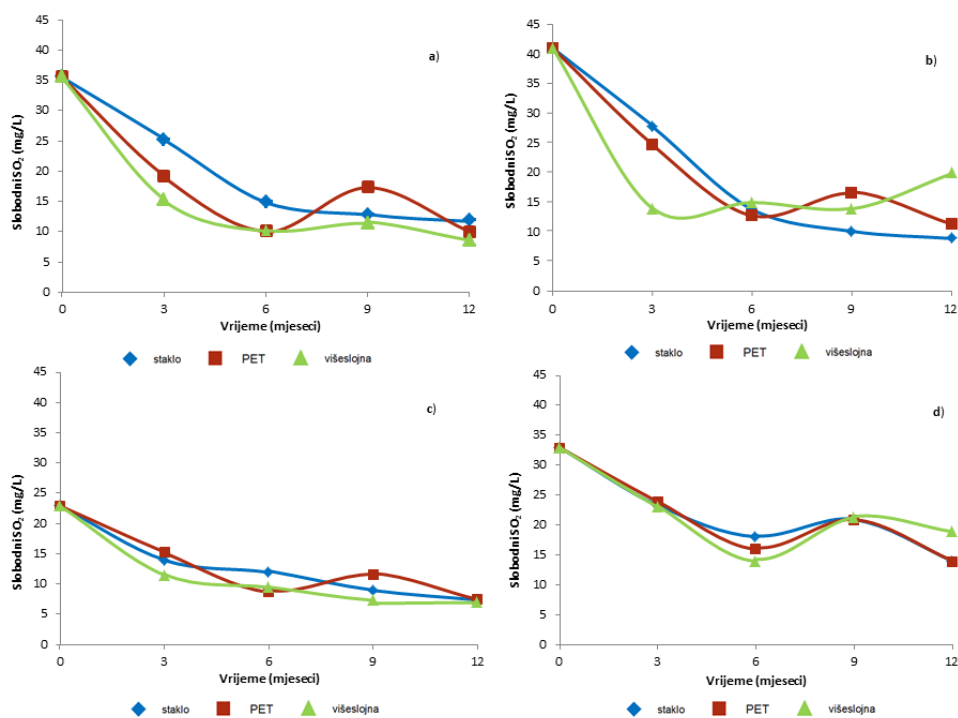 a)
Slobodni SO₂ (mg/L)
45
40
35
30
25
20
15
10
5
0
0 3 6 9 12
Vrijeme (mjeseci)
staklo PET višeslojna
b)
Slobodni SO₂ (mg/L)
45
40
35
30
25
20
15
10
5
0
0 3 6 9 12
Vrijeme (mjeseci)
staklo PET višeslojna
c)
Slobodni SO₂ (mg/L)
45
40
35
30
25
20
15
10
5
0
0 3 6 9 12
Vrijeme (mjeseci)
staklo PET višeslojna
d)
Slobodni SO₂ (mg/L)
45
40
35
30
25
20
15
10
5
0
0 3 6 9 12
Vrijeme (mjeseci)
staklo PET višeslojna